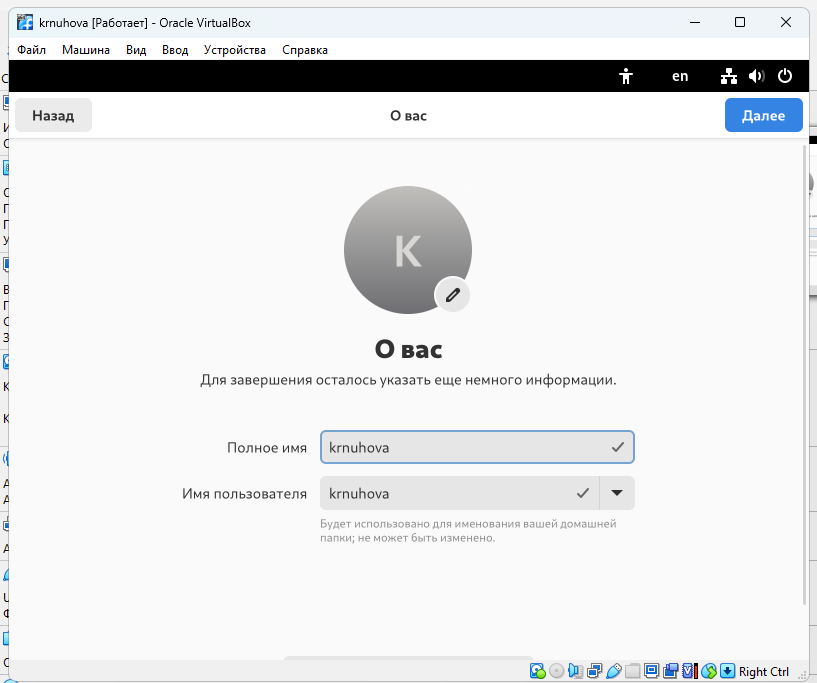 krnuhova [Работает] - Oracle VirtualBox
Файл Машина Вид Ввод Устройства Справка
en
Назад О вас Далее
K
О вас
Для завершения осталось указать еще немного информации.
Полное имя krnuhova
Имя пользователя krnuhova
Будет использовано для именования вашей домашней
папки; не может быть изменено.
Right Ctrl